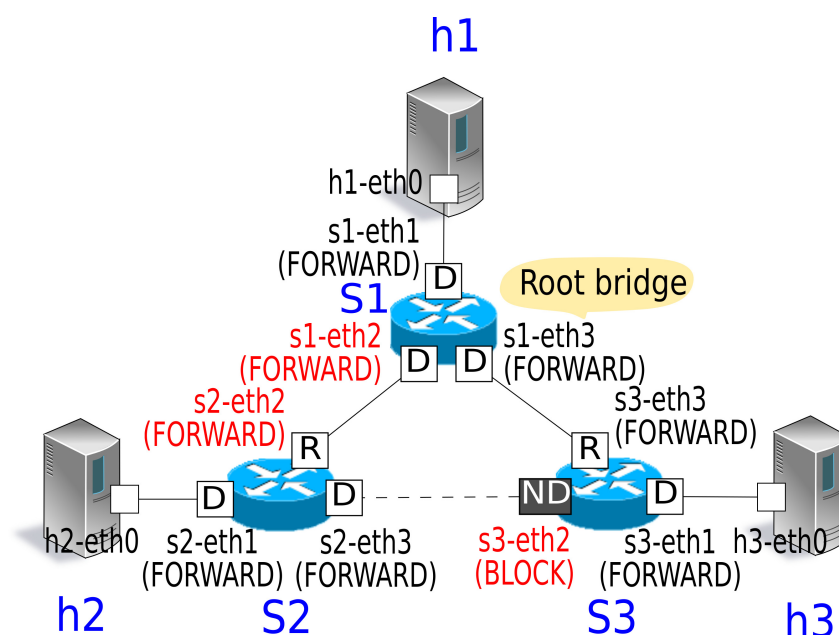 h1
h1-eth0
s1-eth1
(FORWARD)
D
S1
Root bridge
s1-eth2
(FORWARD)
D
D
s1-eth3
(FORWARD)
s2-eth2
(FORWARD)
R
s3-eth3
(FORWARD)
R
D
D
ND
D
h2-eth0
s2-eth1
(FORWARD)
s2-eth3
(FORWARD)
s3-eth2
(BLOCK)
s3-eth1
(FORWARD)
h3-eth0
h2
S2
S3
h3